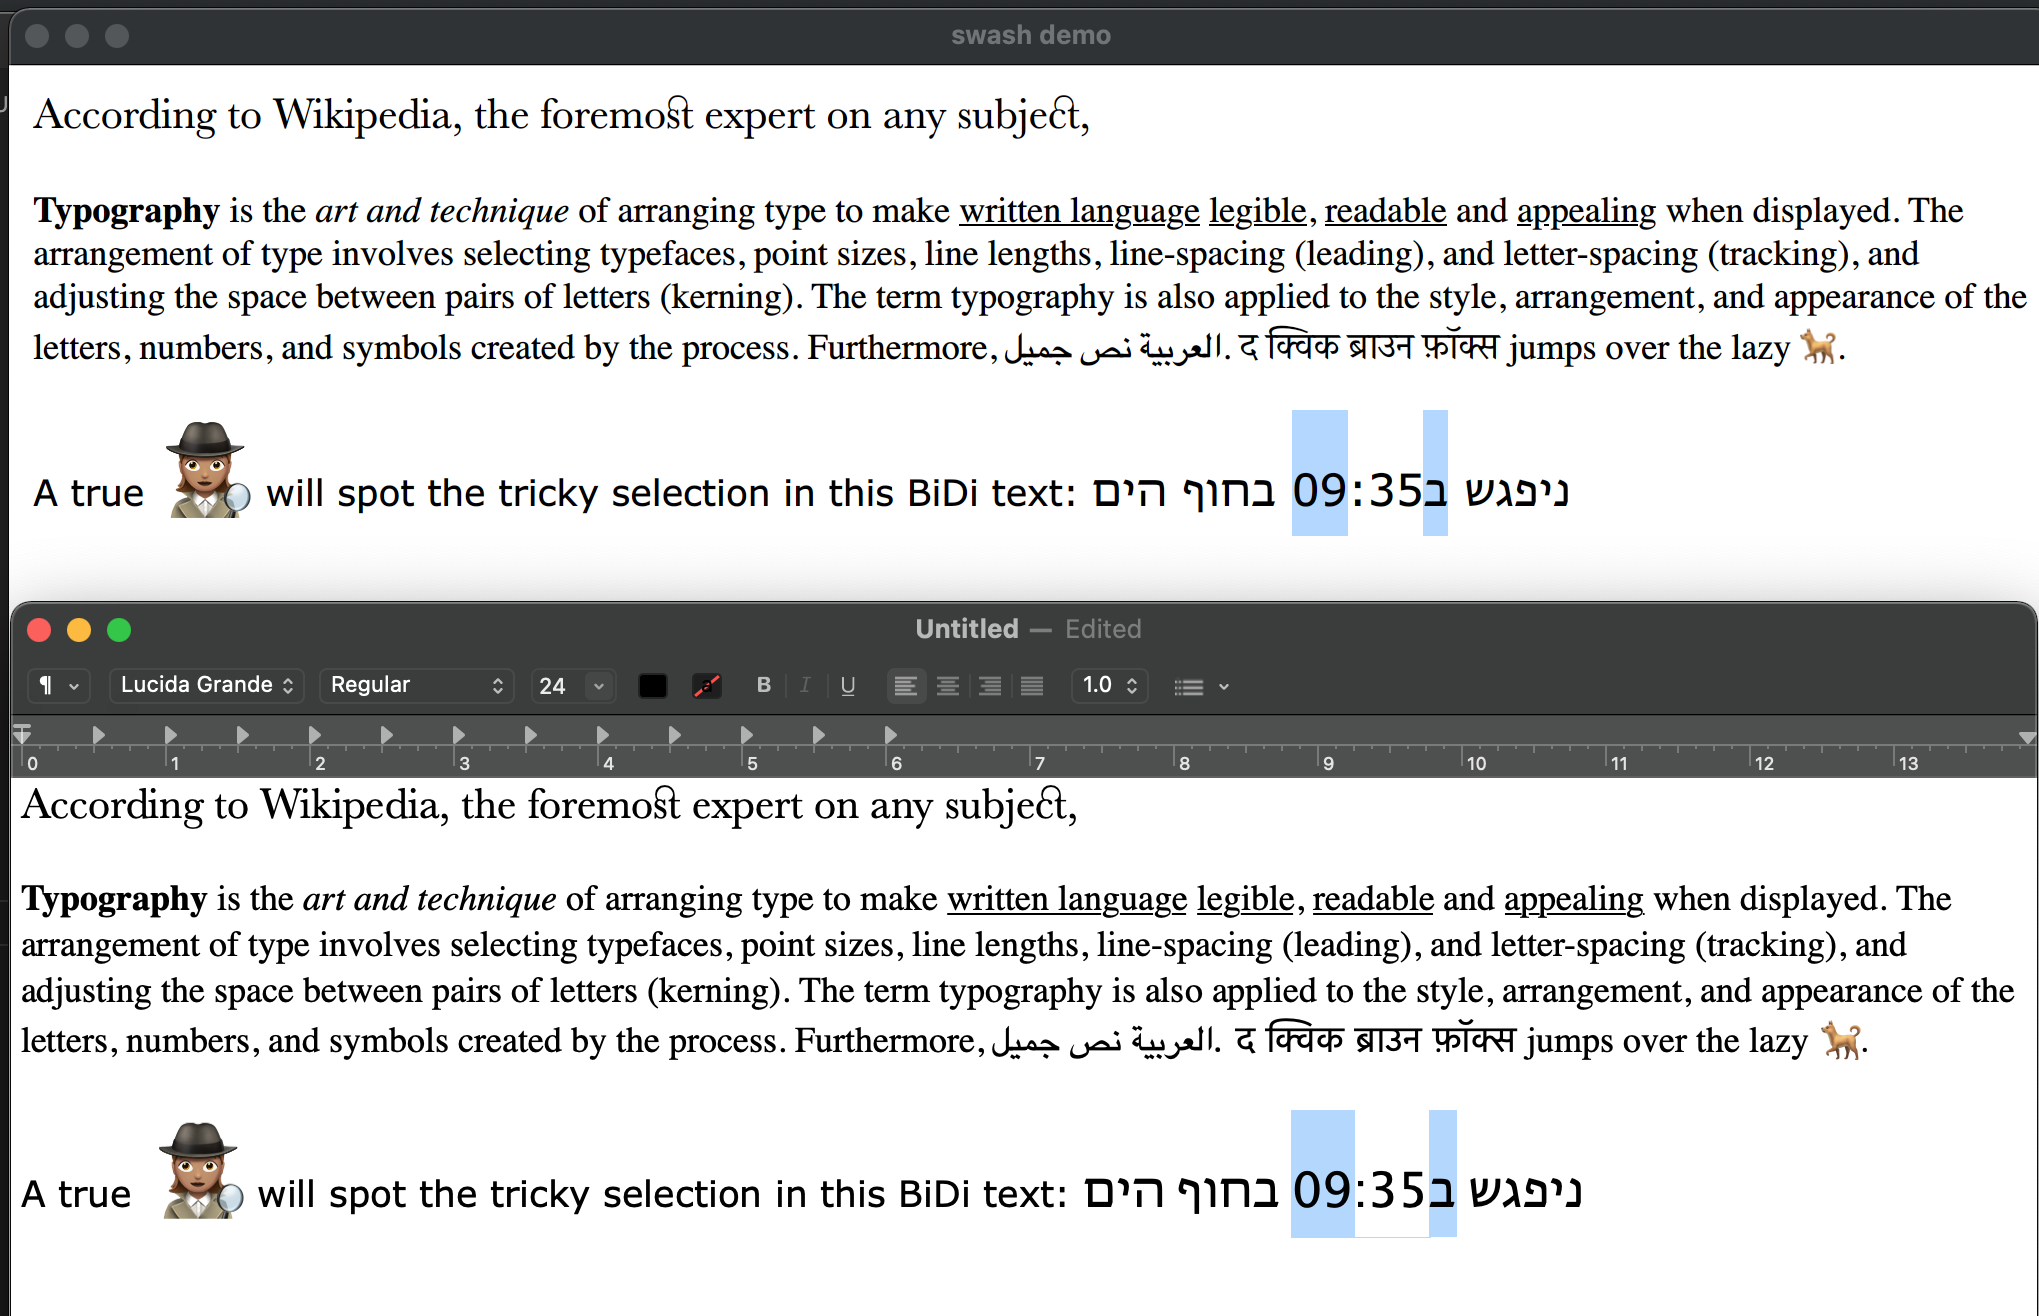 swash demo
According to Wikipedia, the foremost expert on any subject,
Typography is the art and technique of arranging type to make written language legible, readable and appealing when displayed. The
arrangement of type involves selecting typefaces, point sizes, line lengths, line-spacing (leading), and letter-spacing (tracking), and
adjusting the space between pairs of letters (kerning). The term typography is also applied to the style, arrangement, and appearance of the
letters, numbers, and symbols created by the process. Furthermore, العربية نص جميل. द क्विक ब्राउन फ़ॉक्स jumps over the lazy 🐕.
A true 🕵🏽‍♀️ will spot the tricky selection in this BiDi text: ניפגש ב09:35 בחוף הים
Untitled — Edited
¶ Lucida Grande Regular 24 a B I U 1.0
0 1 2 3 4 5 6 7 8 9 10 11 12 13
According to Wikipedia, the foremost expert on any subject,
Typography is the art and technique of arranging type to make written language legible, readable and appealing when displayed. The
arrangement of type involves selecting typefaces, point sizes, line lengths, line-spacing (leading), and letter-spacing (tracking), and
adjusting the space between pairs of letters (kerning). The term typography is also applied to the style, arrangement, and appearance of the
letters, numbers, and symbols created by the process. Furthermore, العربية نص جميل. द क्विक ब्राउन फ़ॉक्स jumps over the lazy 🐕.
A true 🕵🏽‍♀️ will spot the tricky selection in this BiDi text: ניפגש ב09:35 בחוף הים